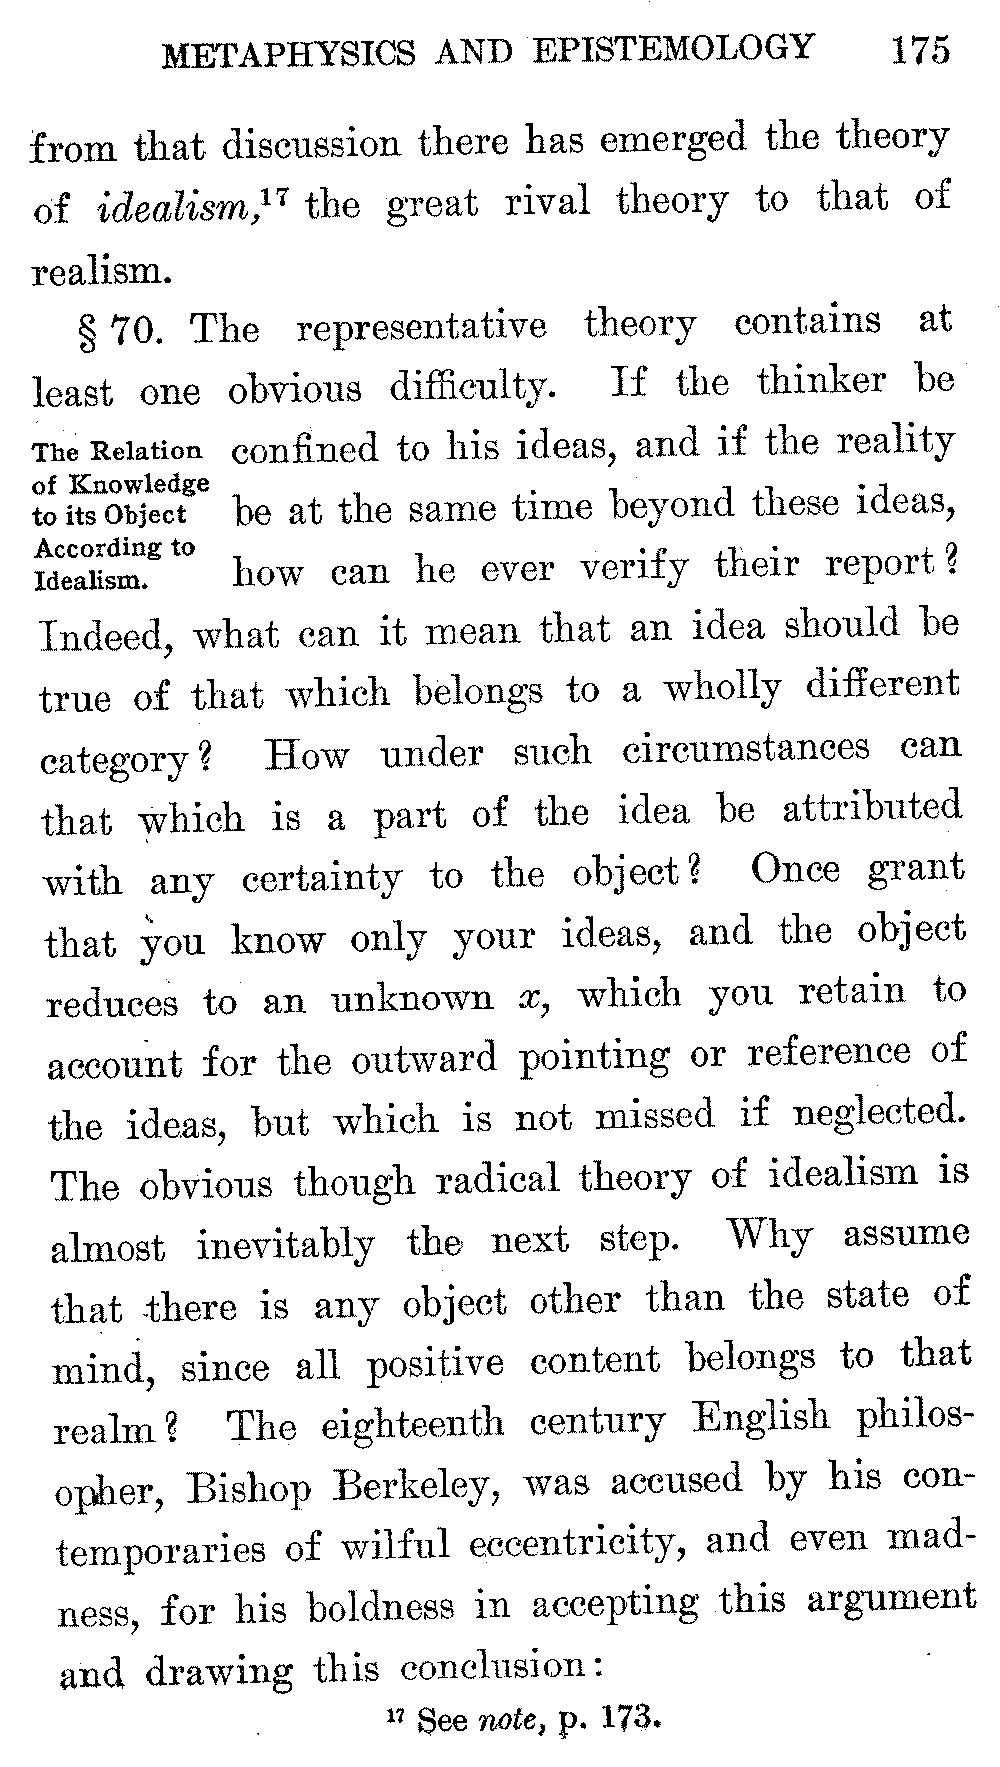 METAPHYSICS AND EPISTEMOLOGY 175
from that discussion there has emerged the theory
of idealism,¹⁷ the great rival theory to that of
realism.
§ 70. The representative theory contains at
least one obvious difficulty. If the thinker be
The Relation
of Knowledge
to its Object
According to
Idealism.
confined to his ideas, and if the reality
be at the same time beyond these ideas,
how can he ever verify their report?
Indeed, what can it mean that an idea should be
true of that which belongs to a wholly different
category? How under such circumstances can
that which is a part of the idea be attributed
with any certainty to the object? Once grant
that you know only your ideas, and the object
reduces to an unknown x, which you retain to
account for the outward pointing or reference of
the ideas, but which is not missed if neglected.
The obvious though radical theory of idealism is
almost inevitably the next step. Why assume
that there is any object other than the state of
mind, since all positive content belongs to that
realm? The eighteenth century English philos-
opher, Bishop Berkeley, was accused by his con-
temporaries of wilful eccentricity, and even mad-
ness, for his boldness in accepting this argument
and drawing this conclusion:
¹⁷ See note, p. 173.